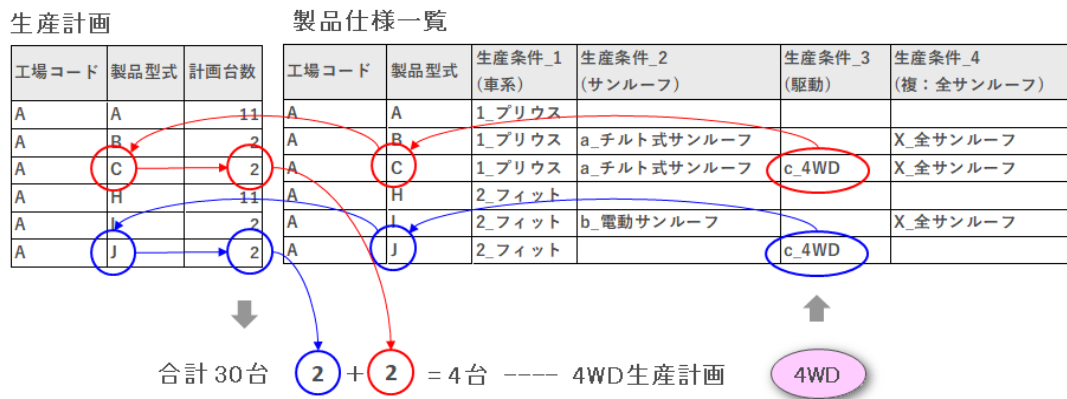 生産計画
製品仕様一覧
工場コード 製品型式 計画台数
A A 11
A B 2
A C 2
A H 11
A I 2
A J 2
工場コード 製品型式 生産条件_1 (車系) 生産条件_2 (サンルーフ) 生産条件_3 (駆動) 生産条件_4 (複：全サンルーフ)
A A 1_プリウス
A B 1_プリウス a_チルト式サンルーフ X_全サンルーフ
A C 1_プリウス a_チルト式サンルーフ c_4WD X_全サンルーフ
A H 2_フィット
A I 2_フィット b_電動サンルーフ X_全サンルーフ
A J 2_フィット c_4WD
合計30台 2 + 2 = 4台 ---- 4WD生産計画 4WD